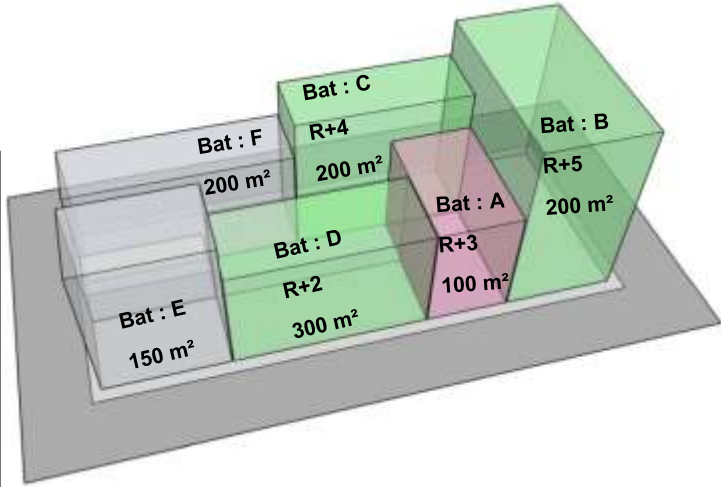 Bat : C
R+4
200 m²
Bat : F
200 m²
Bat : B
R+5
200 m²
Bat : A
R+3
100 m²
Bat : D
R+2
300 m²
Bat : E
150 m²